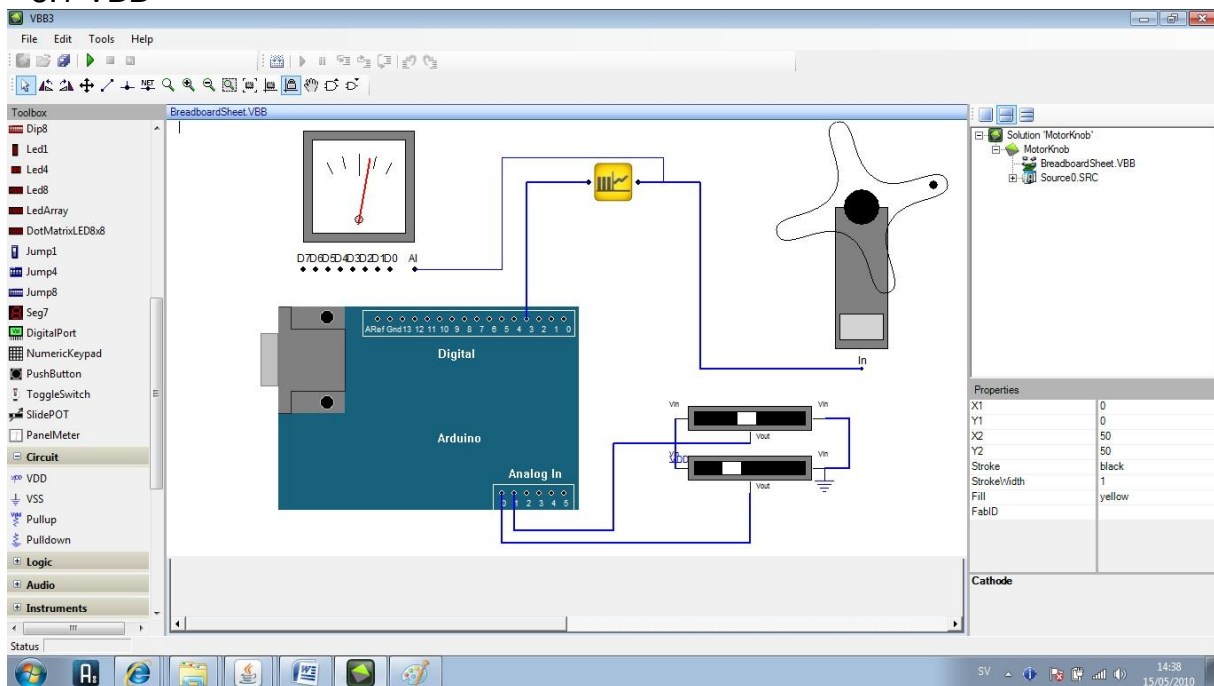 VBB3
File Edit Tools Help
Toolbox
Dip8
Led1
Led4
Led8
LedArray
DotMatrixLED8x8
Jump1
Jump4
Jump8
Seg7
DigitalPort
NumericKeypad
PushButton
ToggleSwitch
SlidePOT
PanelMeter
Circuit
VDD
VSS
Pullup
Pulldown
Logic
Audio
Instruments
Status
BreadboardSheet.VBB
NET
D7D6D5D4D3D2D1D0 AI
ARef Gnd 13 12 11 10 9 8 7 6 5 4 3 2 1 0
Digital
Arduino
Analog In
0 1 2 3 4 5
In
Vin Vin
Vout
VDD
Vin
Vout
Solution 'MotorKnob'
MotorKnob
BreadboardSheet.VBB
Source0.SRC
Properties
X1 0
Y1 0
X2 50
Y2 50
Stroke black
StrokeWidth 1
Fill yellow
FabID
Cathode
SV
14:38
15/05/2010